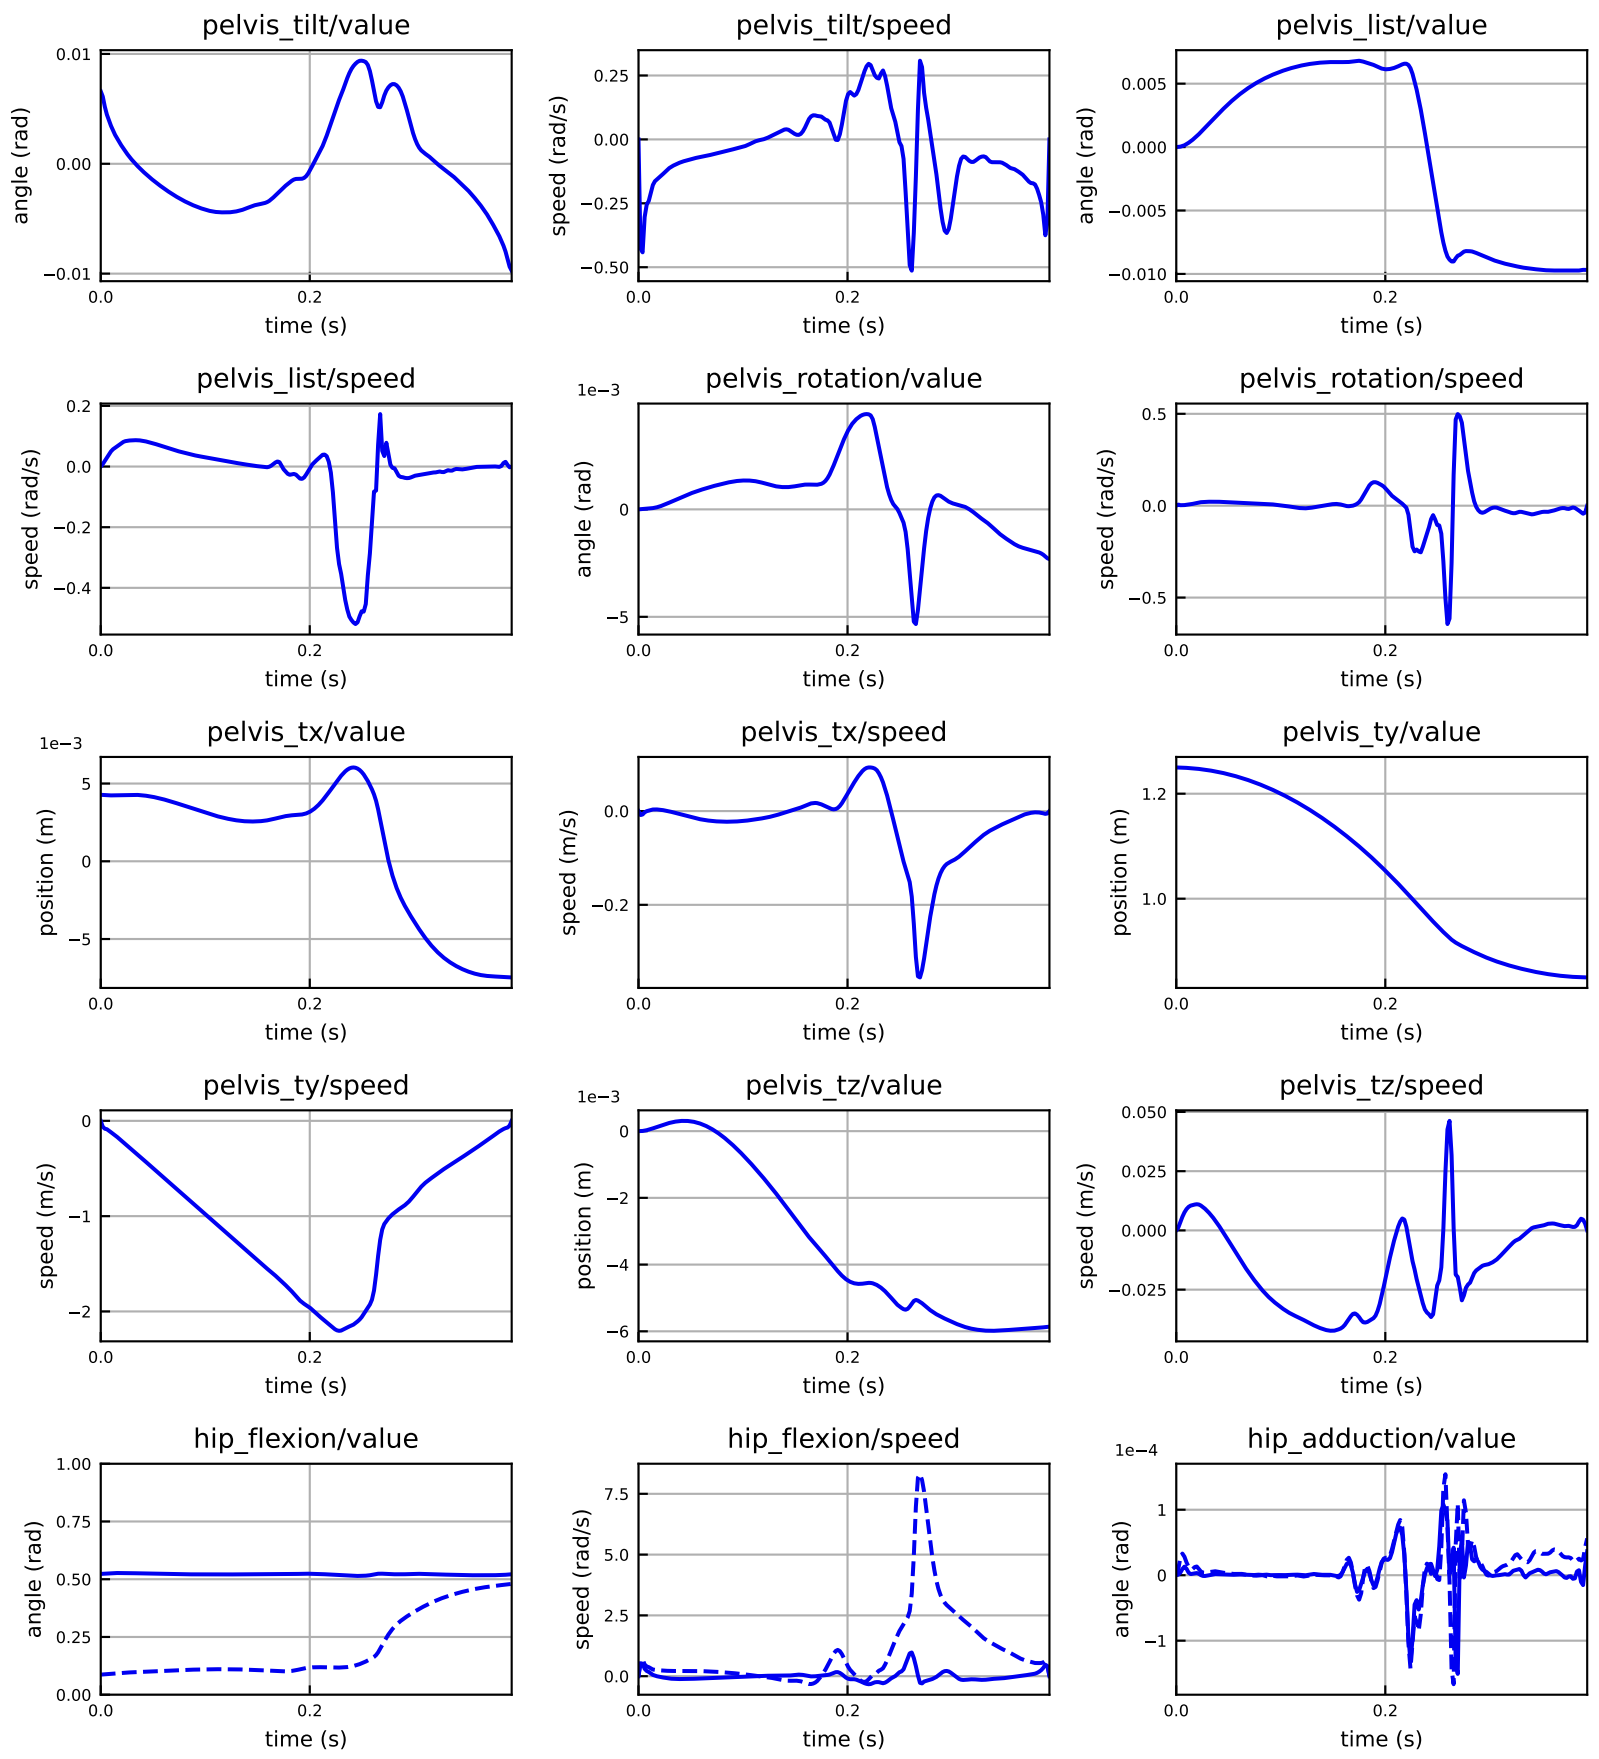 pelvis_tilt/value
pelvis_tilt/speed
pelvis_list/value
0.01
0.00
−0.01
angle (rad)
0.0
0.2
time (s)
0.25
0.00
−0.25
−0.50
speed (rad/s)
0.0
0.2
time (s)
0.005
0.000
−0.005
−0.010
angle (rad)
0.0
0.2
time (s)
pelvis_list/speed
pelvis_rotation/value
pelvis_rotation/speed
0.2
0.0
−0.2
−0.4
speed (rad/s)
0.0
0.2
time (s)
1e−3
0
−5
angle (rad)
0.0
0.2
time (s)
0.5
0.0
−0.5
speed (rad/s)
0.0
0.2
time (s)
pelvis_tx/value
pelvis_tx/speed
pelvis_ty/value
1e−3
5
0
−5
position (m)
0.0
0.2
time (s)
0.0
−0.2
speed (m/s)
0.0
0.2
time (s)
1.2
1.0
position (m)
0.0
0.2
time (s)
pelvis_ty/speed
pelvis_tz/value
pelvis_tz/speed
0
−1
−2
speed (m/s)
0.0
0.2
time (s)
1e−3
0
−2
−4
−6
position (m)
0.0
0.2
time (s)
0.050
0.025
0.000
−0.025
speed (m/s)
0.0
0.2
time (s)
hip_flexion/value
hip_flexion/speed
hip_adduction/value
1.00
0.75
0.50
0.25
0.00
angle (rad)
0.0
0.2
time (s)
7.5
5.0
2.5
0.0
speed (rad/s)
0.0
0.2
time (s)
1e−4
1
0
−1
angle (rad)
0.0
0.2
time (s)